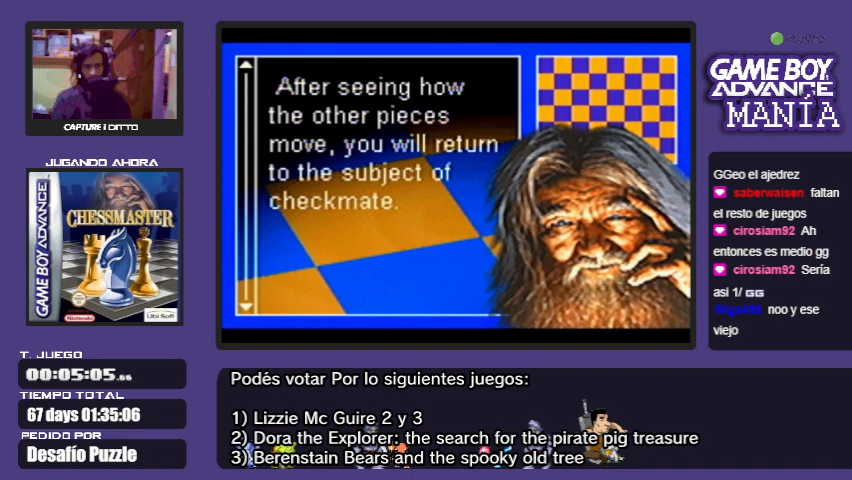 CAPTURE 1 DITTO
JUGANDO AHORA
GAME BOY ADVANCE
CHESSMASTER
Nintendo
Ubi Soft
T. JUEGO
00:05:05.66
TIEMPO TOTAL
67 days 01:35:06
PEDIDO POR
Desafío Puzzle
After seeing how
the other pieces
move, you will return
to the subject of
checkmate.
Podés votar Por lo siguientes juegos:
1) Lizzie Mc Guire 2 y 3
2) Dora the Explorer: the search for the pirate pig treasure
3) Berenstain Bears and the spooky old tree
GAME BOY
ADVANCE
MANÍA
GGeo el ajedrez
saberwaisen faltan
el resto de juegos
cirosiam92 Ah
entonces es medio gg
cirosiam92 Sería
asi 1/ GG
noo y ese
viejo